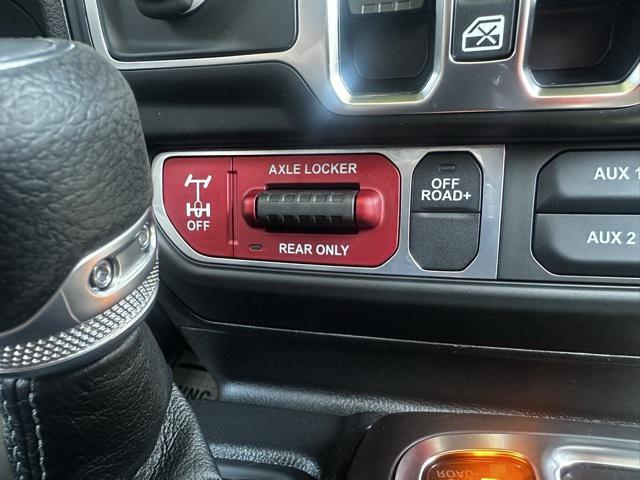 AXLE LOCKER
OFF
REAR ONLY
OFF
ROAD+
AUX 1
AUX 2